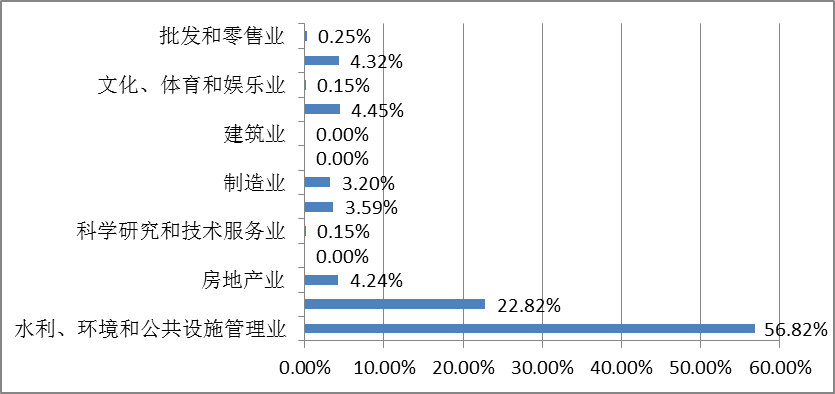 批发和零售业 0.25%
4.32%
文化、体育和娱乐业 0.15%
4.45%
建筑业 0.00%
0.00%
制造业 3.20%
3.59%
科学研究和技术服务业 0.15%
0.00%
房地产业 4.24%
22.82%
水利、环境和公共设施管理业 56.82%
0.00% 10.00% 20.00% 30.00% 40.00% 50.00% 60.00%